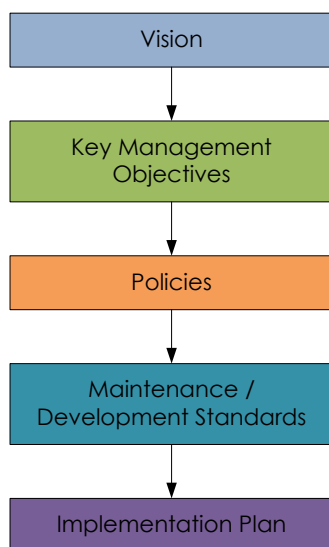 Vision
Key Management
Objectives
Policies
Maintenance /
Development Standards
Implementation Plan